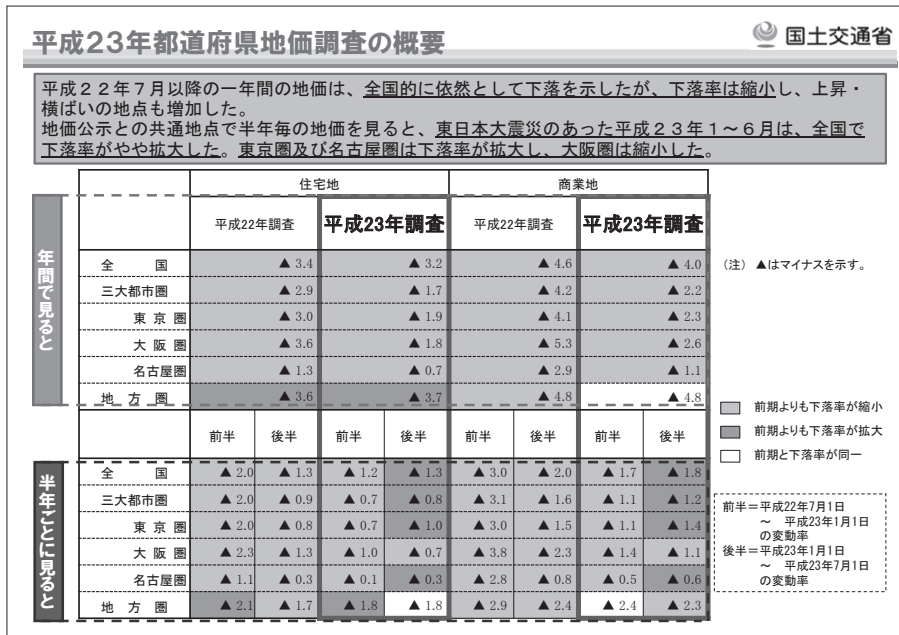 平成23年都道府県地価調査の概要
国土交通省
平成22年7月以降の一年間の地価は、全国的に依然として下落を示したが、下落率は縮小し、上昇・
横ばいの地点も増加した。
地価公示との共通地点で半年毎の地価を見ると、東日本大震災のあった平成23年1～6月は、全国で
下落率がやや拡大した。東京圏及び名古屋圏は下落率が拡大し、大阪圏は縮小した。
住宅地 商業地
平成22年調査 平成23年調査 平成22年調査 平成23年調査
年間で見ると
全国 ▲3.4 ▲3.2 ▲4.6 ▲4.0
三大都市圏 ▲2.9 ▲1.7 ▲4.2 ▲2.2
東京圏 ▲3.0 ▲1.9 ▲4.1 ▲2.3
大阪圏 ▲3.6 ▲1.8 ▲5.3 ▲2.6
名古屋圏 ▲1.3 ▲0.7 ▲2.9 ▲1.1
地方圏 ▲3.6 ▲3.7 ▲4.8 ▲4.8
(注) ▲はマイナスを示す。
前期よりも下落率が縮小
前期よりも下落率が拡大
前期と下落率が同一
前半 後半 前半 後半 前半 後半 前半 後半
半年ごとに見ると
全国 ▲2.0 ▲1.3 ▲1.2 ▲1.3 ▲3.0 ▲2.0 ▲1.7 ▲1.8
三大都市圏 ▲2.0 ▲0.9 ▲0.7 ▲0.8 ▲3.1 ▲1.6 ▲1.1 ▲1.2
東京圏 ▲2.0 ▲0.8 ▲0.7 ▲1.0 ▲3.0 ▲1.5 ▲1.1 ▲1.4
大阪圏 ▲2.3 ▲1.3 ▲1.0 ▲0.7 ▲3.8 ▲2.3 ▲1.4 ▲1.1
名古屋圏 ▲1.1 ▲0.3 ▲0.1 ▲0.3 ▲2.8 ▲0.8 ▲0.5 ▲0.6
地方圏 ▲2.1 ▲1.7 ▲1.8 ▲1.8 ▲2.9 ▲2.4 ▲2.4 ▲2.3
前半＝平成22年7月1日
～ 平成23年1月1日
の変動率
後半＝平成23年1月1日
～ 平成23年7月1日
の変動率